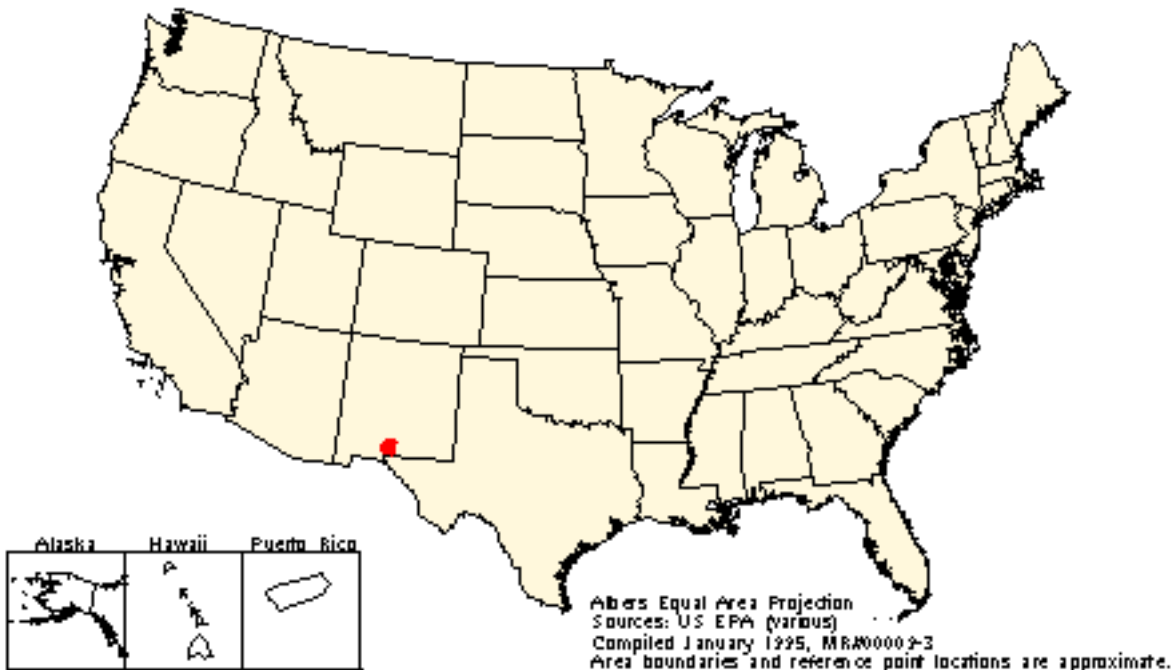 Alaska Hawaii Puerto Rico
Albers Equal Area Projection
Sources: US EPA (various)
Compiled January 1995, MR#00009-3
Area boundaries and reference point locations are approximate.